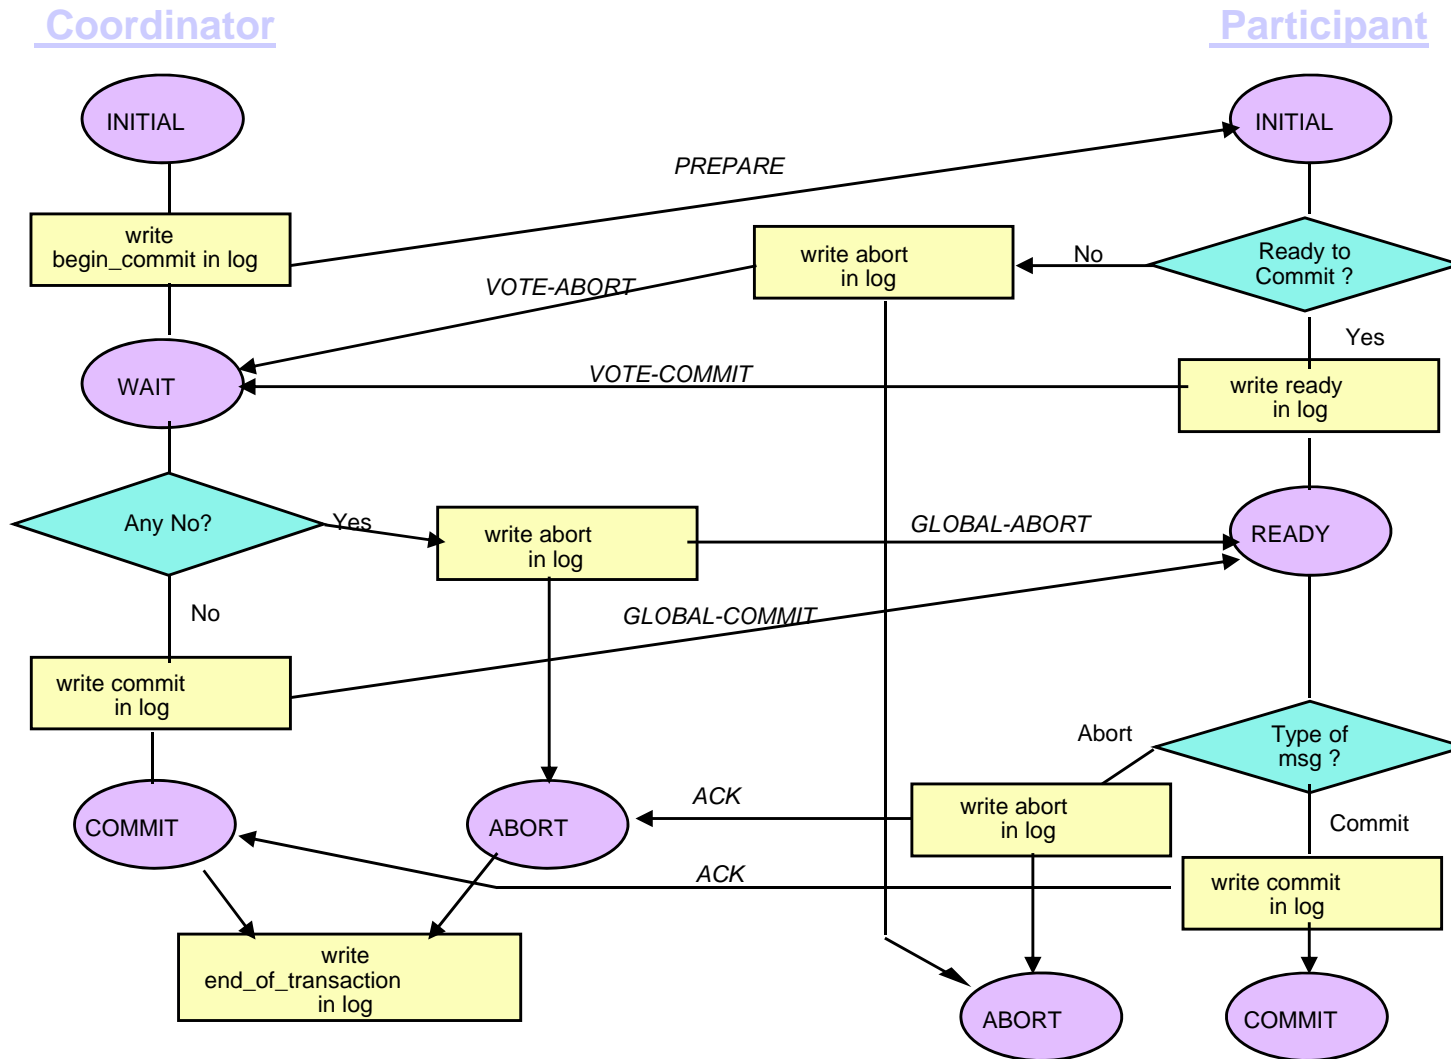 Coordinator
Participant
INITIAL
INITIAL
PREPARE
write
begin_commit in log
write abort
in log
No
Ready to
Commit ?
VOTE-ABORT
Yes
WAIT
VOTE-COMMIT
write ready
in log
Any No?
Yes
write abort
in log
GLOBAL-ABORT
READY
No
GLOBAL-COMMIT
write commit
in log
Abort
Type of
msg ?
COMMIT
ABORT
ACK
write abort
in log
Commit
ACK
write commit
in log
write
end_of_transaction
in log
ABORT
COMMIT